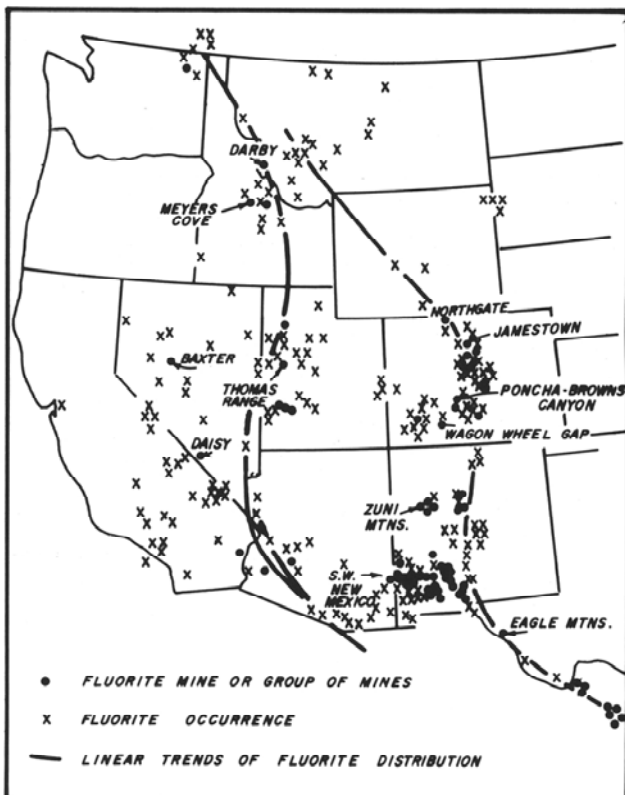 DARBY
MEYERS
COVE
NORTHGATE
JAMESTOWN
BAXTER
THOMAS
RANGE
PONCHA-BROWNS
CANYON
WAGON WHEEL GAP
DAISY
ZUNI
MTNS.
S.W.
NEW
MEXICO
EAGLE MTNS.
● FLUORITE MINE OR GROUP OF MINES
x FLUORITE OCCURRENCE
— LINEAR TRENDS OF FLUORITE DISTRIBUTION